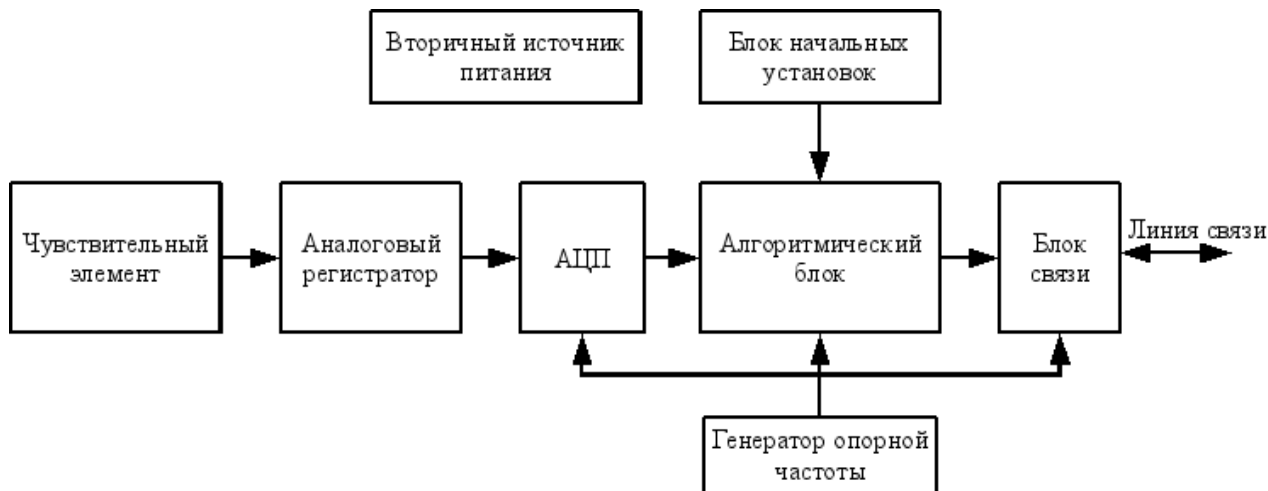 Вторичный источник
питания
Блок начальных
установок
Чувствительный
элемент
Аналоговый
регистратор
АЦП
Алгоритмический
блок
Блок
связи
Линия связи
Генератор опорной
частоты